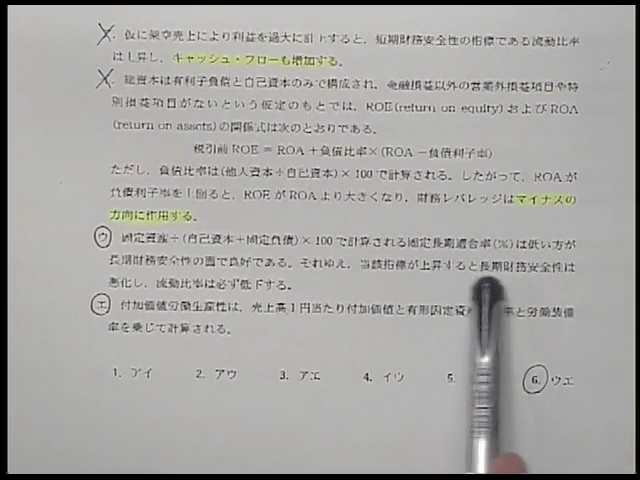 仮に架空売上により利益を過大に計上すると、短期財務安全性の指標である流動比率
は上昇し、キャッシュ・フローも増加する。
総資本は有利子負債と自己資本のみで構成され、金融損益以外の営業外損益項目や特
別損益項目がないという仮定のもとでは、ROE(return on equity)およびROA
(return on assets)の関係式は次のとおりである。
税引前ROE = ROA + 負債比率×(ROA - 負債利子率)
ただし、負債比率は(他人資本÷自己資本)×100で計算される。したがって、ROAが
負債利子率を上回ると、ROEがROAより大きくなり、財務レバレッジはマイナスの
方向に作用する。
ウ 固定資産÷(自己資本+固定負債)×100で計算される固定長期適合率(%)は低い方が
長期財務安全性の面で良好である。それゆえ、当該指標が上昇すると長期財務安全性は
悪化し、流動比率は必ず低下する。
エ 付加価値労働生産性は、売上高1円当たり付加価値と有形固定資 率と労働装備
率を乗じて計算される。
1. アイ 2. アウ 3. アエ 4. イウ 5. 6. ウエ